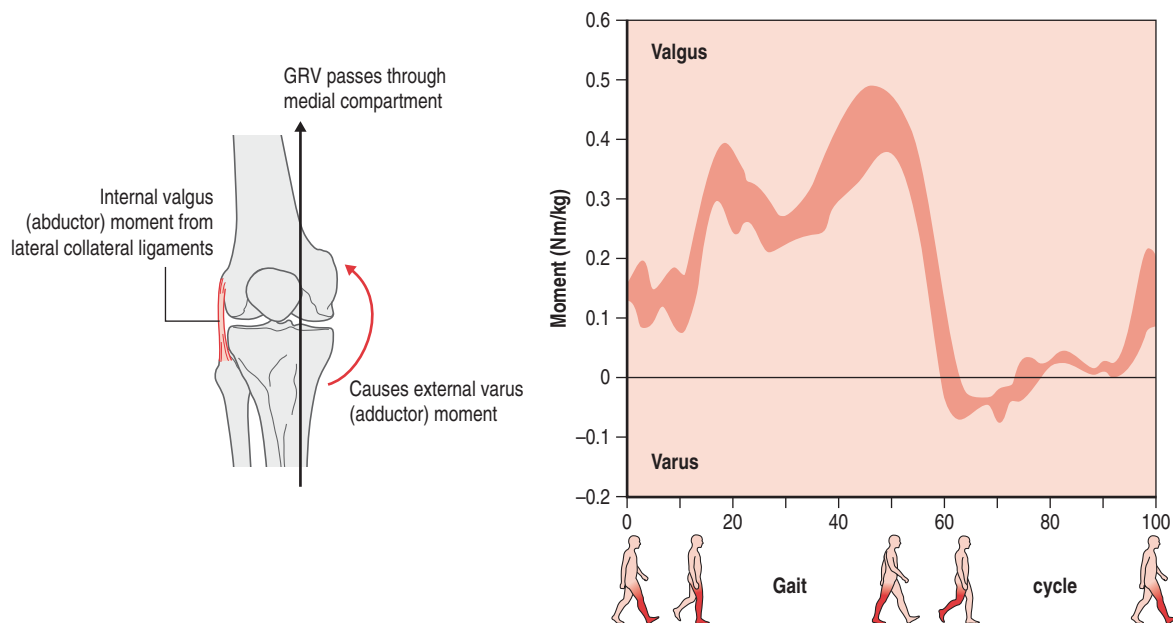 GRV passes through
medial compartment
Internal valgus
(abductor) moment from
lateral collateral ligaments
Causes external varus
(adductor) moment
Moment (Nm/kg)
0.6
0.5
0.4
0.3
0.2
0.1
0
–0.1
–0.2
Valgus
Varus
0 20 40 60 80 100
Gait cycle